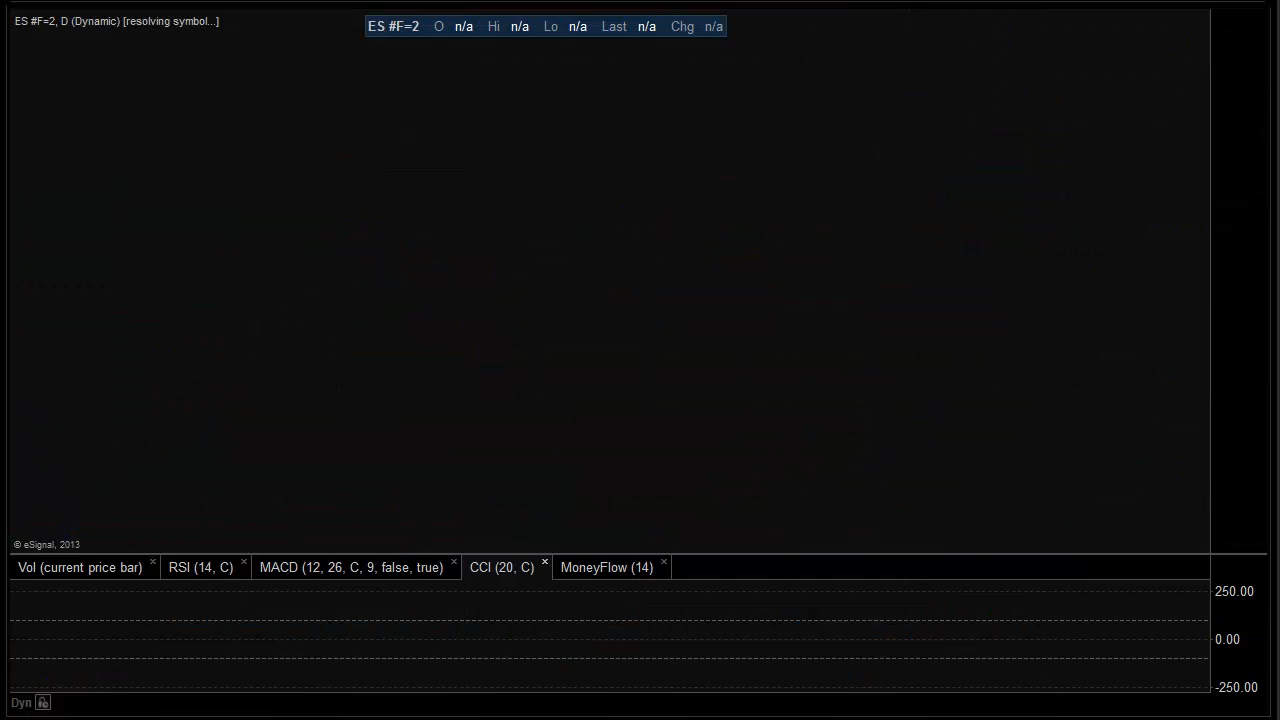 ES #F=2, D (Dynamic) [resolving symbol...]
ES #F=2 O n/a Hi n/a Lo n/a Last n/a Chg n/a
© eSignal, 2013
Vol (current price bar) × RSI (14, C) × MACD (12, 26, C, 9, false, true) × CCI (20, C) × MoneyFlow (14) ×
250.00
0.00
-250.00
Dyn